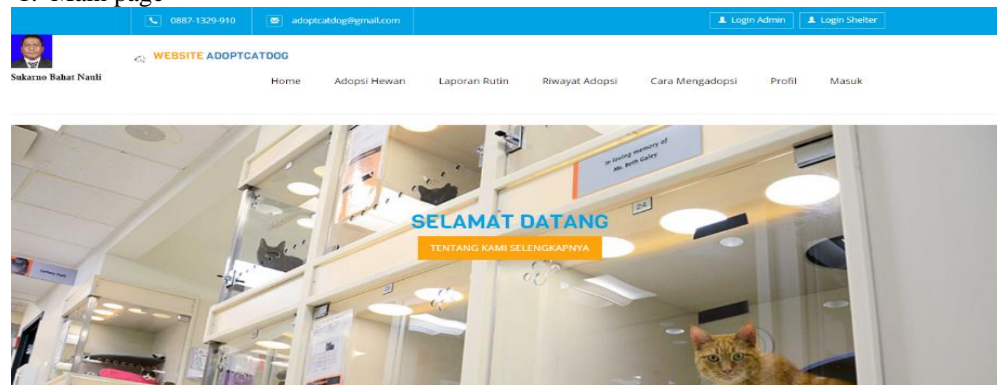 1. Main page
0887-1329-910
adoptcatdog@gmail.com
Login Admin
Login Shelter
WEBSITE ADOPTCATDOG
Sukarno Bahat Nauli
Home Adopsi Hewan Laporan Rutin Riwayat Adopsi Cara Mengadopsi Profil Masuk
In loving memory of
Ms. Beth Galey
24
SELAMAT DATANG
TENTANG KAMI SELENGKAPNYA